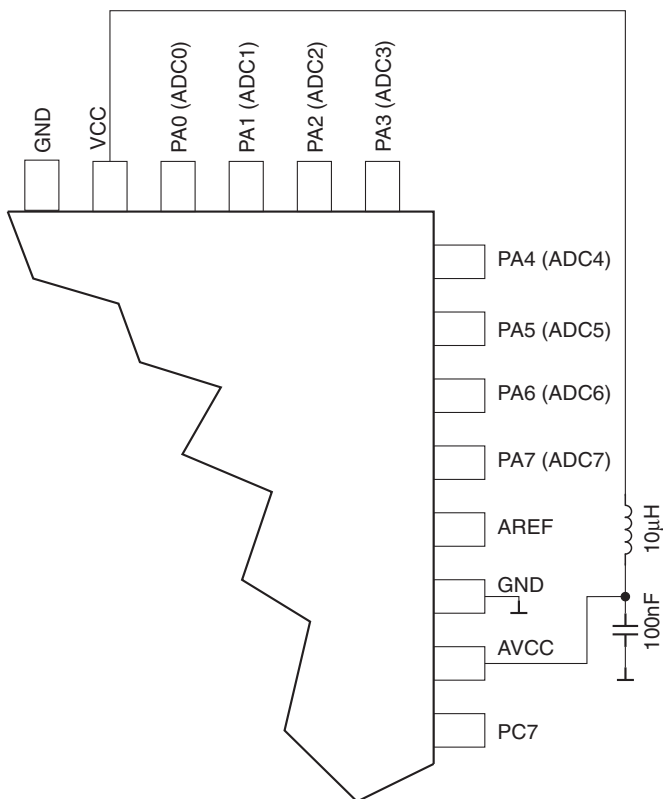 GND
VCC
PA0 (ADC0)
PA1 (ADC1)
PA2 (ADC2)
PA3 (ADC3)
PA4 (ADC4)
PA5 (ADC5)
PA6 (ADC6)
PA7 (ADC7)
AREF
10μH
GND
100nF
AVCC
PC7